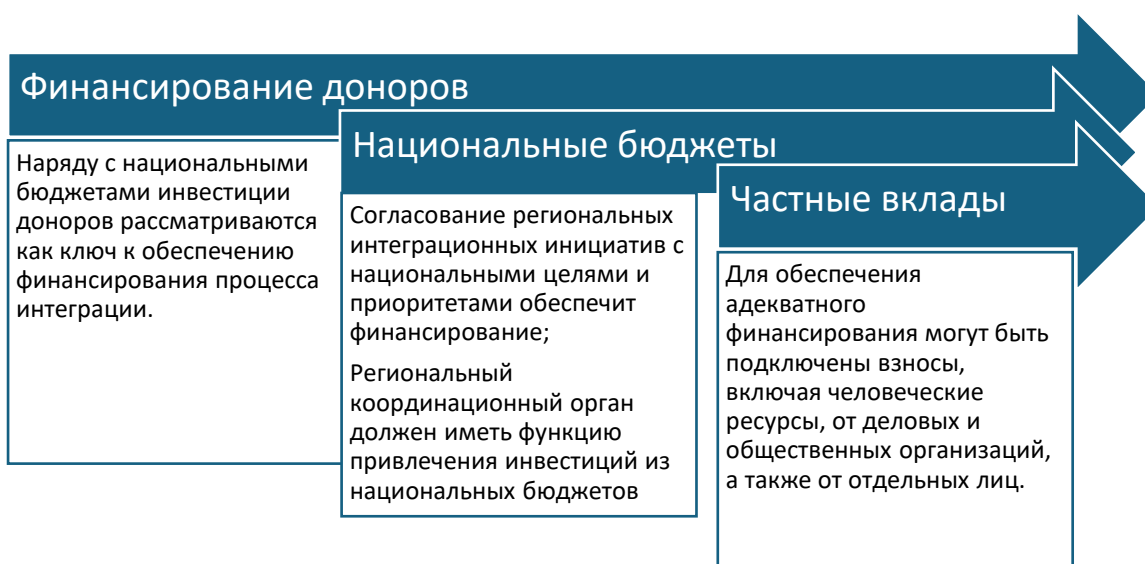 Финансирование доноров
Наряду с национальными
бюджетами инвестиции
доноров рассматриваются
как ключ к обеспечению
финансирования процесса
интеграции.
Национальные бюджеты
Согласование региональных
интеграционных инициатив с
национальными целями и
приоритетами обеспечит
финансирование;
Региональный
координационный орган
должен иметь функцию
привлечения инвестиций из
национальных бюджетов
Частные вклады
Для обеспечения
адекватного
финансирования могут быть
подключены взносы,
включая человеческие
ресурсы, от деловых и
общественных организаций,
а также от отдельных лиц.